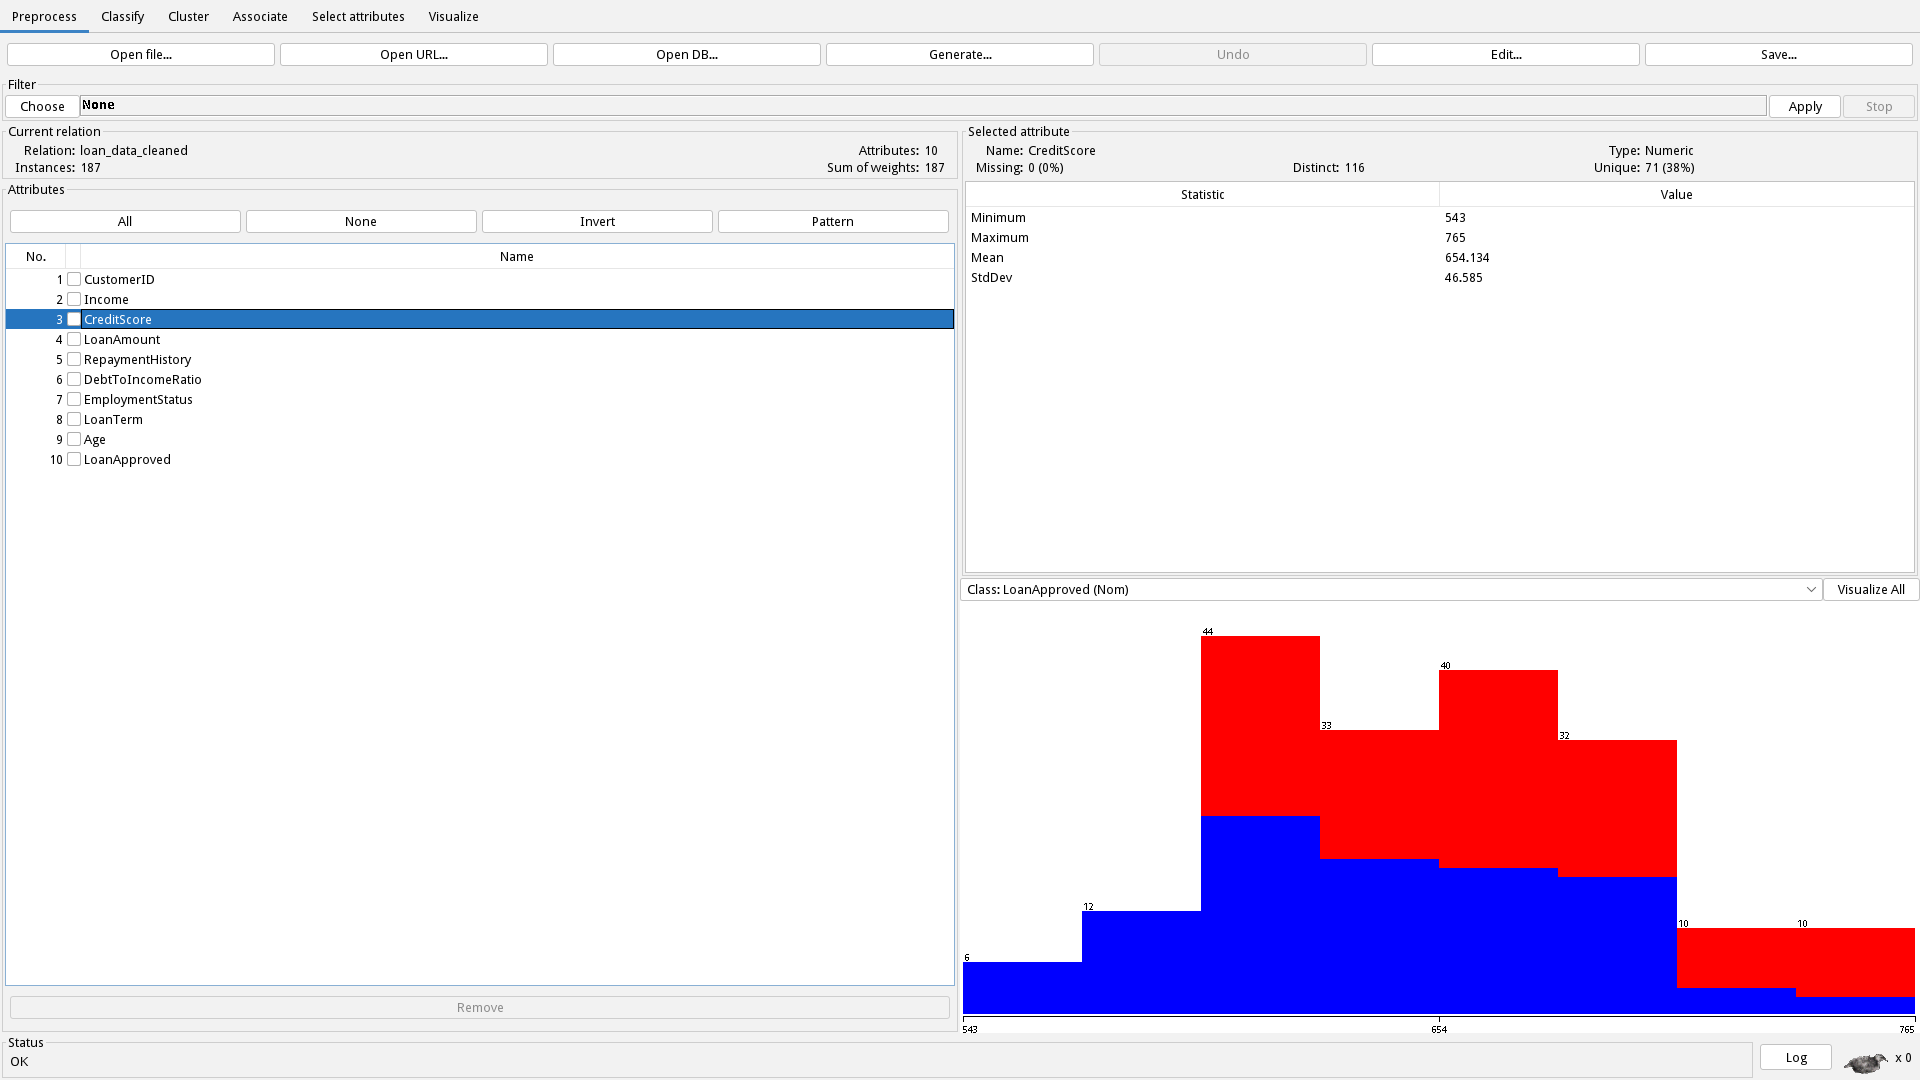 Preprocess Classify Cluster Associate Select attributes Visualize
Open file... Open URL... Open DB... Generate... Undo Edit... Save...
Filter
Choose None Apply Stop
Current relation
Relation: loan_data_cleaned Attributes: 10
Instances: 187 Sum of weights: 187
Attributes
All None Invert Pattern
No. Name
1 CustomerID
2 Income
3 CreditScore
4 LoanAmount
5 RepaymentHistory
6 DebtToIncomeRatio
7 EmploymentStatus
8 LoanTerm
9 Age
10 LoanApproved
Remove
Selected attribute
Name: CreditScore Type: Numeric
Missing: 0 (0%) Distinct: 116 Unique: 71 (38%)
Statistic Value
Minimum 543
Maximum 765
Mean 654.134
StdDev 46.585
Class: LoanApproved (Nom) Visualize All
44
40
33
32
10 10
12
6
543 654 765
Status
OK
Log x 0